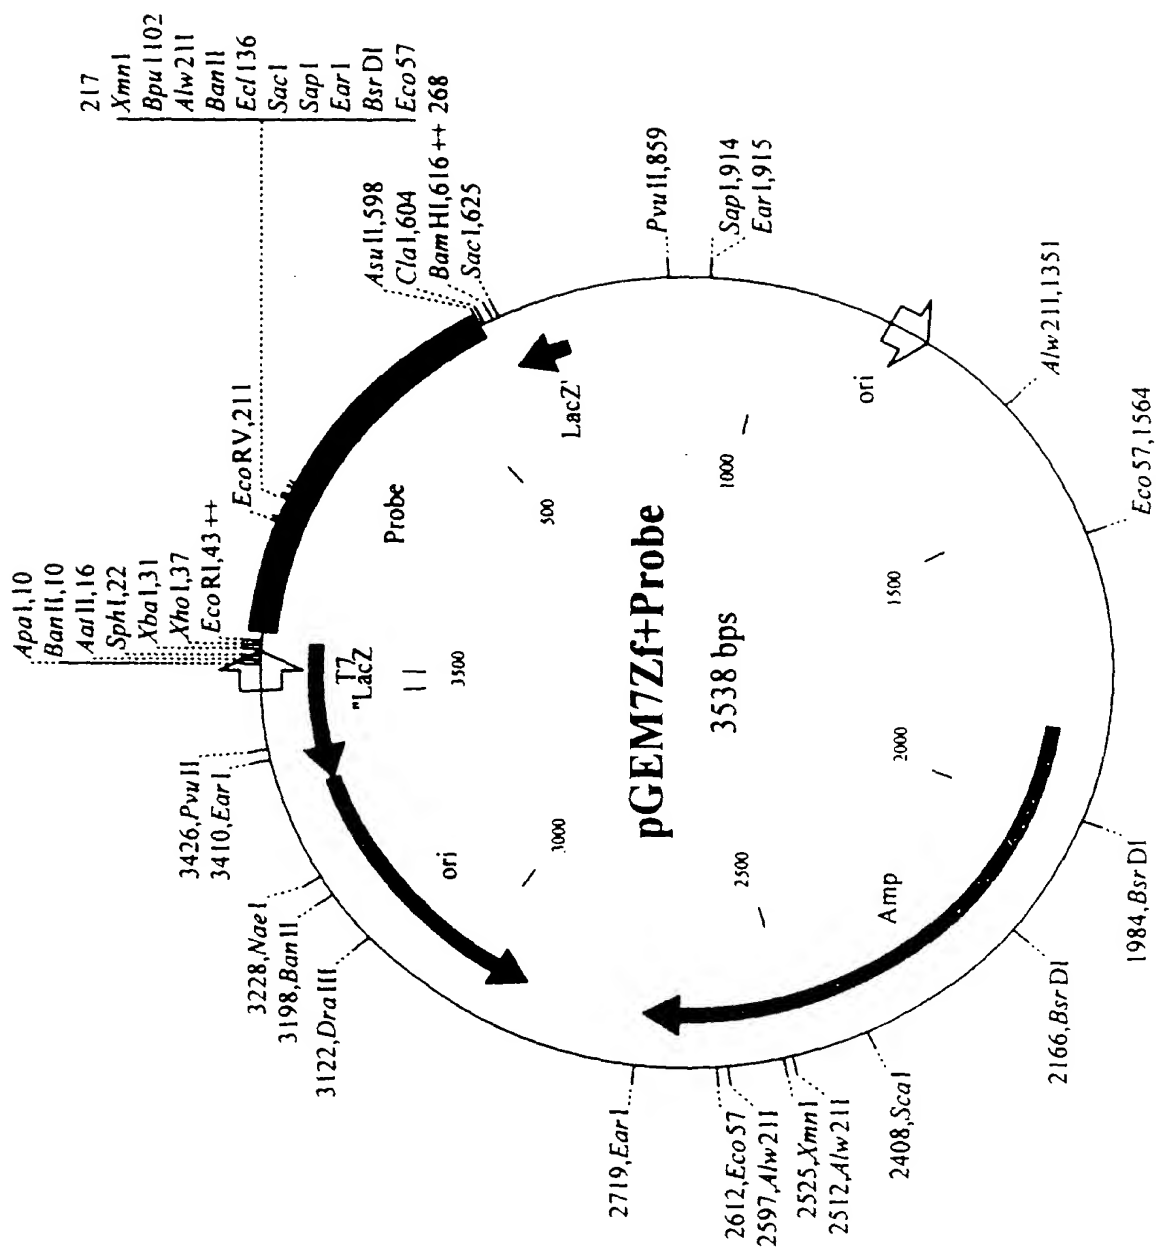 217
XmnI
Bpu1102
Alw21I
BanII
Ecl136
SacI
SapI
EarI
BsrDI
Eco57
268
ApaI,10
BanII,10
AatII,16
SphI,22
XbaI,31
XhoI,37
EcoRI,43 ++
EcoRV,211
AsuII,598
ClaI,604
BamHI,616 ++
SacI,625
PvuII,859
SapI,914
EarI,915
Alw21I,1351
Eco57,1564
1984,BsrDI
2166,BsrDI
2408,ScaI
2512,Alw21I
2525,XmnI
2597,Alw21I
2612,Eco57
2719,EarI
3122,DraIII
3198,BanII
3228,NaeI
3410,EarI
3426,PvuII
T7
"LacZ
Probe
LacZ'
ori
Amp
ori
500
1000
1500
2000
2500
3000
3500
pGEM7Zf+Probe
3538 bps